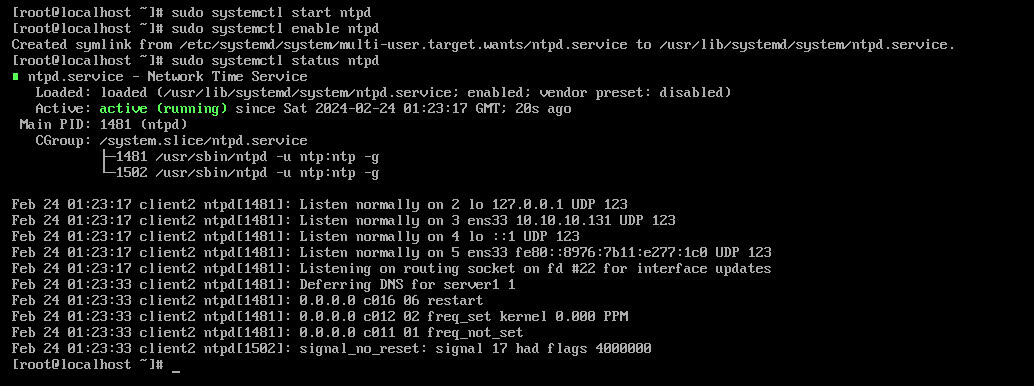 [root@localhost ~]# sudo systemctl start ntpd
[root@localhost ~]# sudo systemctl enable ntpd
Created symlink from /etc/systemd/system/multi-user.target.wants/ntpd.service to /usr/lib/systemd/system/ntpd.service.
[root@localhost ~]# sudo systemctl status ntpd
■ ntpd.service - Network Time Service
   Loaded: loaded (/usr/lib/systemd/system/ntpd.service; enabled; vendor preset: disabled)
   Active: active (running) since Sat 2024-02-24 01:23:17 GMT; 20s ago
 Main PID: 1481 (ntpd)
   CGroup: /system.slice/ntpd.service
           ├─1481 /usr/sbin/ntpd -u ntp:ntp -g
           └─1502 /usr/sbin/ntpd -u ntp:ntp -g

Feb 24 01:23:17 client2 ntpd[1481]: Listen normally on 2 lo 127.0.0.1 UDP 123
Feb 24 01:23:17 client2 ntpd[1481]: Listen normally on 3 ens33 10.10.10.131 UDP 123
Feb 24 01:23:17 client2 ntpd[1481]: Listen normally on 4 lo ::1 UDP 123
Feb 24 01:23:17 client2 ntpd[1481]: Listen normally on 5 ens33 fe80::8976:7b11:e277:1c0 UDP 123
Feb 24 01:23:17 client2 ntpd[1481]: Listening on routing socket on fd #22 for interface updates
Feb 24 01:23:33 client2 ntpd[1481]: Deferring DNS for server1 1
Feb 24 01:23:33 client2 ntpd[1481]: 0.0.0.0 c016 06 restart
Feb 24 01:23:33 client2 ntpd[1481]: 0.0.0.0 c012 02 freq_set kernel 0.000 PPM
Feb 24 01:23:33 client2 ntpd[1481]: 0.0.0.0 c011 01 freq_not_set
Feb 24 01:23:33 client2 ntpd[1502]: signal_no_reset: signal 17 had flags 4000000
[root@localhost ~]# _